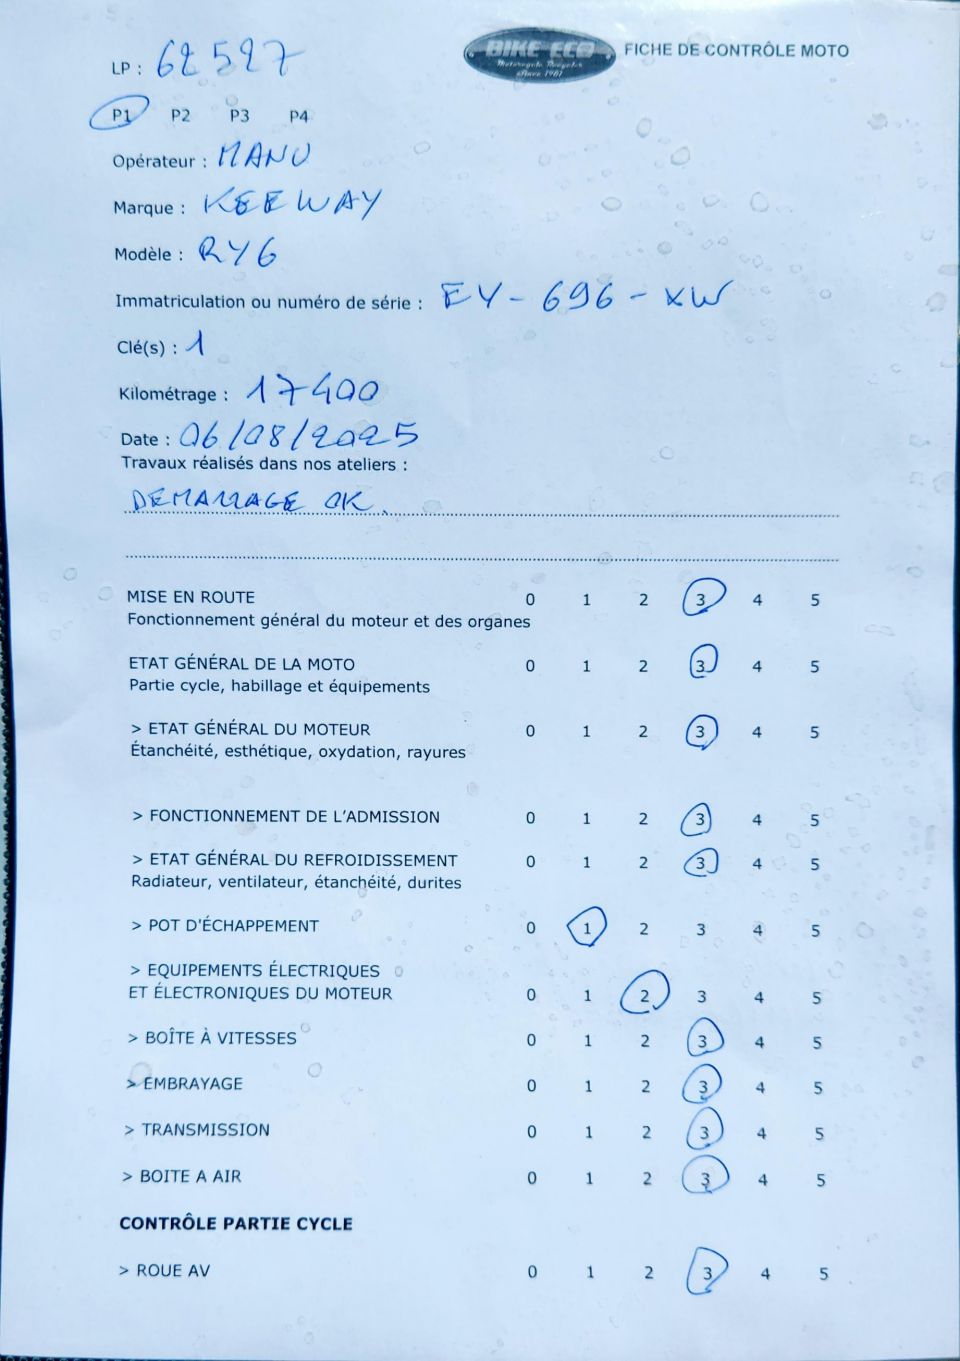 LP : 62527
BIKE ECO
Motorcycle Recycler
since 1981
FICHE DE CONTRÔLE MOTO
P1 P2 P3 P4
Opérateur : MANU
Marque : KEEWAY
Modèle : RY6
Immatriculation ou numéro de série : EY-696-XW
Clé(s) : 1
Kilométrage : 17400
Date : 06/08/2025
Travaux réalisés dans nos ateliers :
DEMARRAGE OK.
MISE EN ROUTE 0 1 2 3 4 5
Fonctionnement général du moteur et des organes
ETAT GÉNÉRAL DE LA MOTO 0 1 2 3 4 5
Partie cycle, habillage et équipements
> ETAT GÉNÉRAL DU MOTEUR 0 1 2 3 4 5
Étanchéité, esthétique, oxydation, rayures
> FONCTIONNEMENT DE L'ADMISSION 0 1 2 3 4 5
> ETAT GÉNÉRAL DU REFROIDISSEMENT 0 1 2 3 4 5
Radiateur, ventilateur, étanchéité, durites
> POT D'ÉCHAPPEMENT 0 1 2 3 4 5
> EQUIPEMENTS ÉLECTRIQUES
ET ÉLECTRONIQUES DU MOTEUR 0 1 2 3 4 5
> BOÎTE À VITESSES 0 1 2 3 4 5
> EMBRAYAGE 0 1 2 3 4 5
> TRANSMISSION 0 1 2 3 4 5
> BOITE A AIR 0 1 2 3 4 5
CONTRÔLE PARTIE CYCLE
> ROUE AV 0 1 2 3 4 5